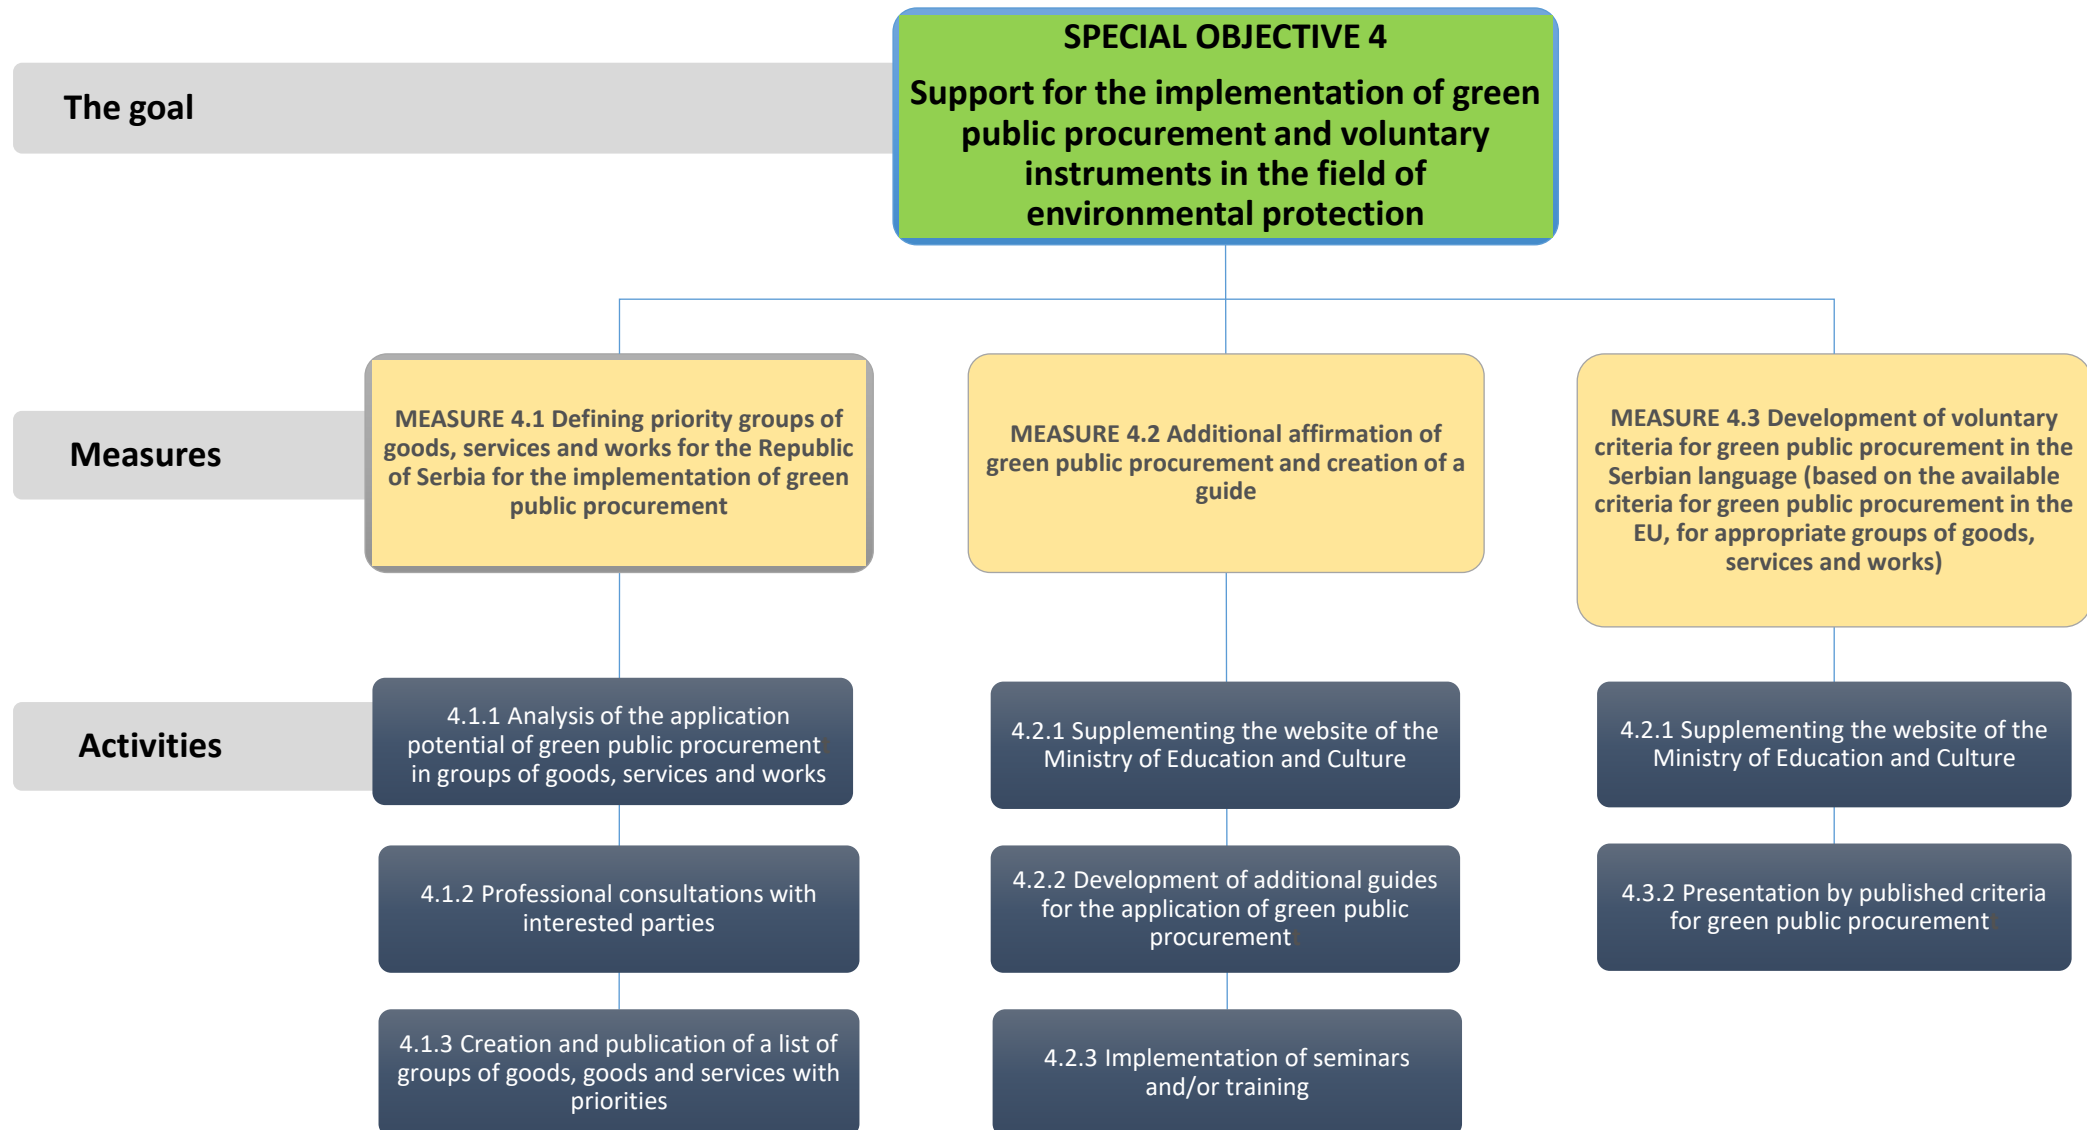 SPECIAL OBJECTIVE 4
Support for the implementation of green
public procurement and voluntary
instruments in the field of
environmental protection
The goal
Measures
MEASURE 4.1 Defining priority groups of
goods, services and works for the Republic
of Serbia for the implementation of green
public procurement
MEASURE 4.2 Additional affirmation of
green public procurement and creation of a
guide
MEASURE 4.3 Development of voluntary
criteria for green public procurement in the
Serbian language (based on the available
criteria for green public procurement in the
EU, for appropriate groups of goods,
services and works)
Activities
4.1.1 Analysis of the application
potential of green public procurement
in groups of goods, services and works
4.1.2 Professional consultations with
interested parties
4.1.3 Creation and publication of a list of
groups of goods, goods and services with
priorities
4.2.1 Supplementing the website of the
Ministry of Education and Culture
4.2.2 Development of additional guides
for the application of green public
procurement
4.2.3 Implementation of seminars
and/or training
4.2.1 Supplementing the website of the
Ministry of Education and Culture
4.3.2 Presentation by published criteria
for green public procurement